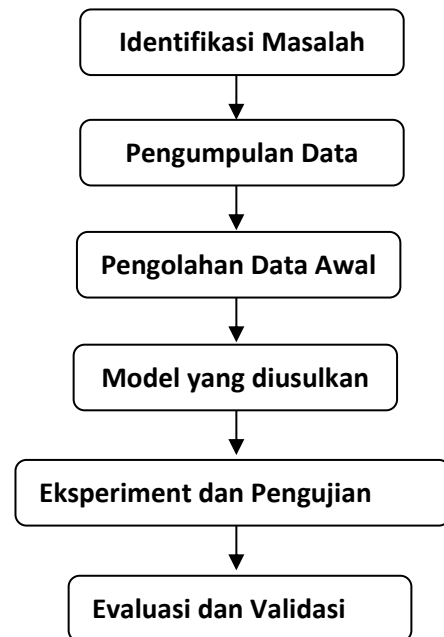 Identifikasi Masalah
Pengumpulan Data
Pengolahan Data Awal
Model yang diusulkan
Eksperiment dan Pengujian
Evaluasi dan Validasi